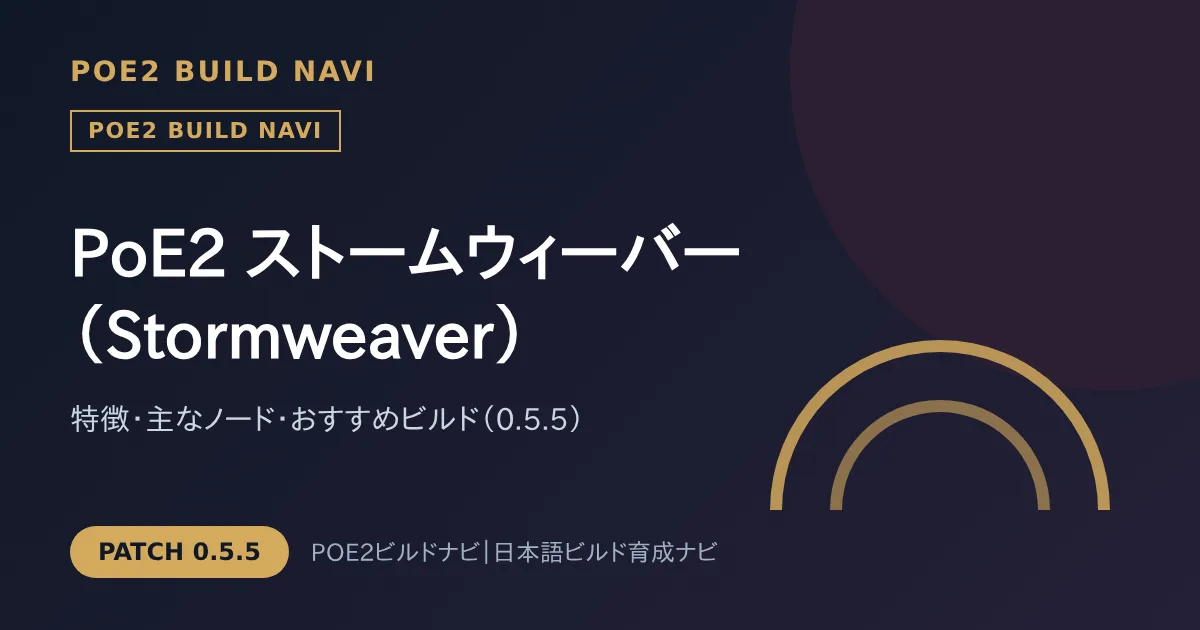 POE2 BUILD NAVI
POE2 BUILD NAVI
PoE2 ストームウィーバー
（Stormweaver）
特徴・主なノード・おすすめビルド（0.5.5）
PATCH 0.5.5
POE2ビルドナビ|日本語ビルド育成ナビ